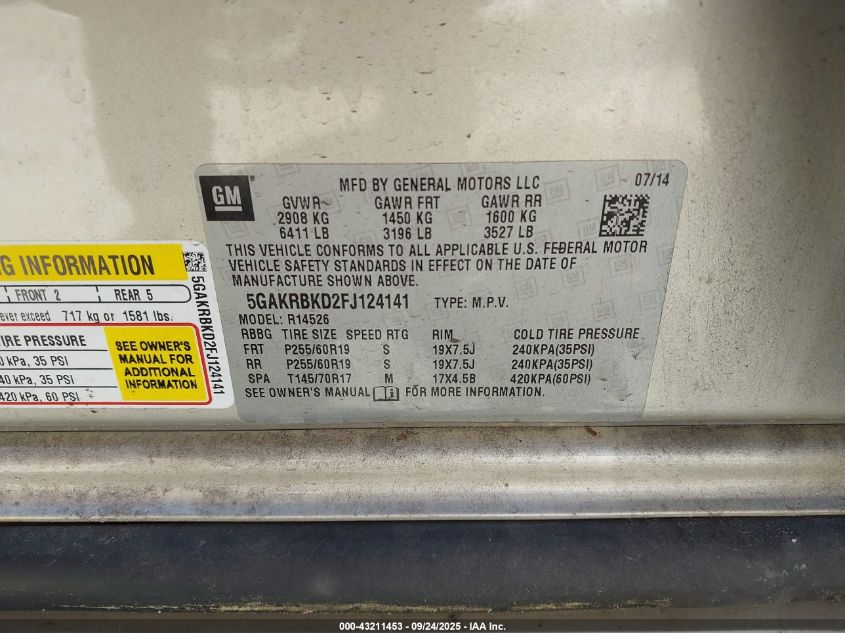 GM
MFD BY GENERAL MOTORS LLC 07/14
GVWR GAWR FRT GAWR RR
2908 KG 1450 KG 1600 KG
6411 LB 3196 LB 3527 LB
THIS VEHICLE CONFORMS TO ALL APPLICABLE U.S. FEDERAL MOTOR
VEHICLE SAFETY STANDARDS IN EFFECT ON THE DATE OF
MANUFACTURE SHOWN ABOVE.
5GAKRBKD2FJ124141 TYPE: M.P.V.
MODEL: R14526
RBBG TIRE SIZE SPEED RTG RIM COLD TIRE PRESSURE
FRT P255/60R19 S 19X7.5J 240KPA(35PSI)
RR P255/60R19 S 19X7.5J 240KPA(35PSI)
SPA T145/70R17 M 17X4.5B 420KPA(60PSI)
SEE OWNER'S MANUAL FOR MORE INFORMATION.
G INFORMATION
FRONT 2 REAR 5
ever exceed 717 kg or 1581 lbs.
IRE PRESSURE
0 kPa, 35 PSI
40 kPa, 35 PSI
420 kPa, 60 PSI
SEE OWNER'S
MANUAL FOR
ADDITIONAL
INFORMATION
5GAKRBKD2FJ124141
000-43211453 - 09/24/2025 - IAA Inc.